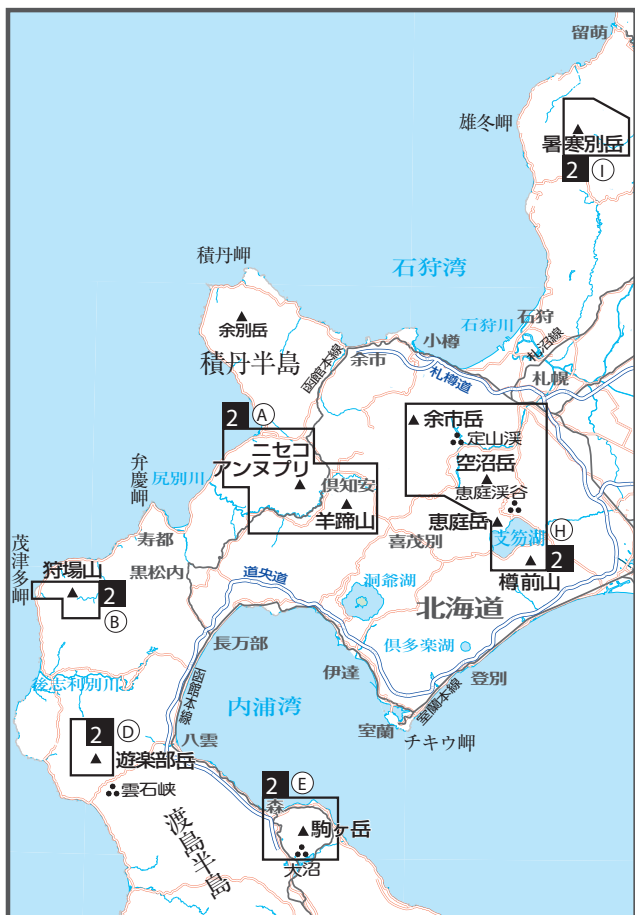 留萌
雄冬岬
暑寒別岳
2 Ⓘ
積丹岬
石狩湾
余別岳
石狩川
石狩
小樽
札沼線
積丹半島
函館本線
余市
札樽道
札幌
2 Ⓐ
余市岳
定山渓
ニセコ
アンヌプリ
空沼岳
弁慶岬
尻別川
倶知安
恵庭渓谷
羊蹄山
恵庭岳
支笏湖
Ⓗ
寿都
喜茂別
2
茂津多岬
狩場山
黒松内
樽前山
2
Ⓑ
道央道
洞爺湖
北海道
長万部
倶多楽湖
伊達
登別
後志利別川
函館本線
内浦湾
室蘭
室蘭本線
チキウ岬
2 Ⓓ
八雲
遊楽部岳
雲石峡
2 Ⓔ
森
駒ヶ岳
大沼
渡島半島